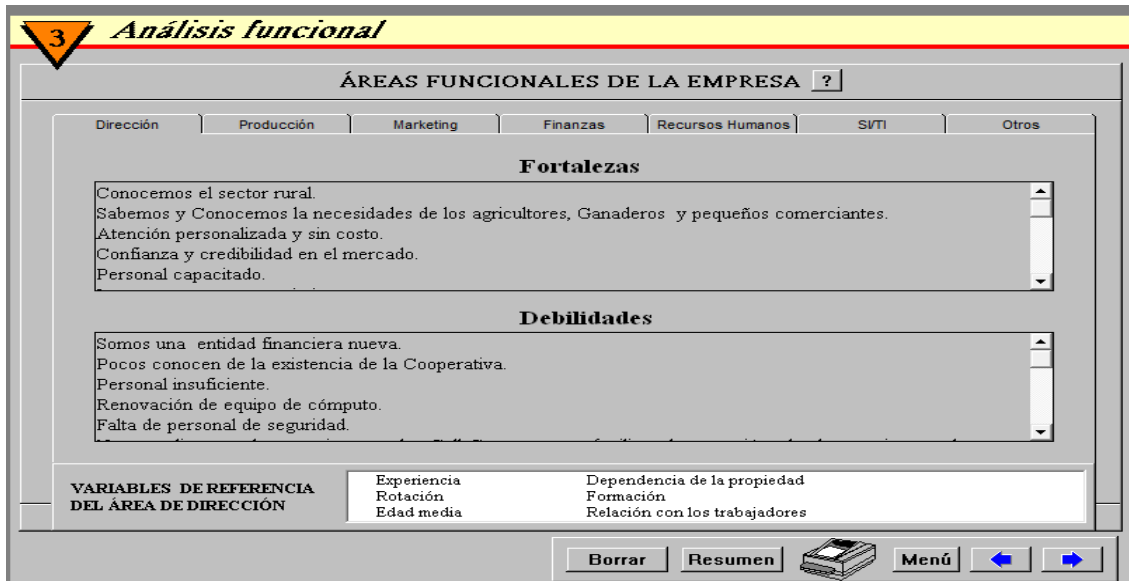 3 Análisis funcional
ÁREAS FUNCIONALES DE LA EMPRESA ?
Dirección Producción Marketing Finanzas Recursos Humanos SI/TI Otros
Fortalezas
Conocemos el sector rural.
Sabemos y Conocemos la necesidades de los agricultores, Ganaderos y pequeños comerciantes.
Atención personalizada y sin costo.
Confianza y credibilidad en el mercado.
Personal capacitado.
Debilidades
Somos una entidad financiera nueva.
Pocos conocen de la existencia de la Cooperativa.
Personal insuficiente.
Renovación de equipo de cómputo.
Falta de personal de seguridad.
VARIABLES DE REFERENCIA
DEL ÁREA DE DIRECCIÓN
Experiencia Dependencia de la propiedad
Rotación Formación
Edad media Relación con los trabajadores
Borrar Resumen Menú